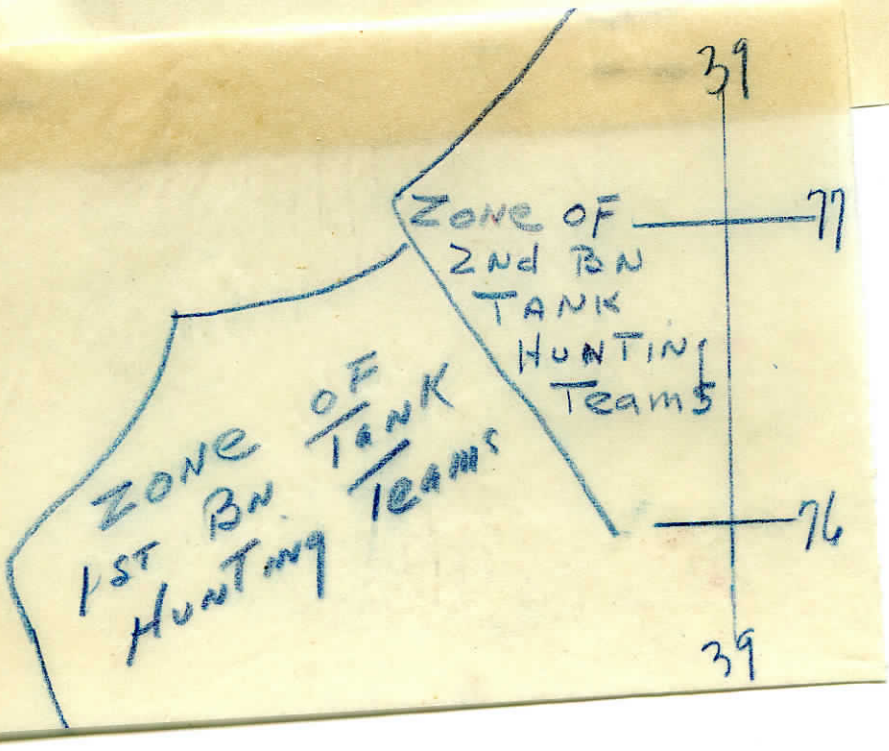 39
ZONE OF
77
2Nd BN
TANK
HUNTING
Teams
ZONE OF
1ST BN TANK
HUNTING Teams
76
39